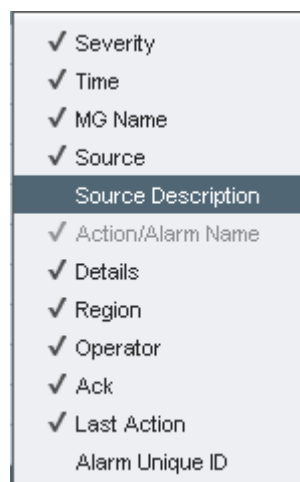 Severity
Time
MG Name
Source
Source Description
Action/Alarm Name
Details
Region
Operator
Ack
Last Action
Alarm Unique ID